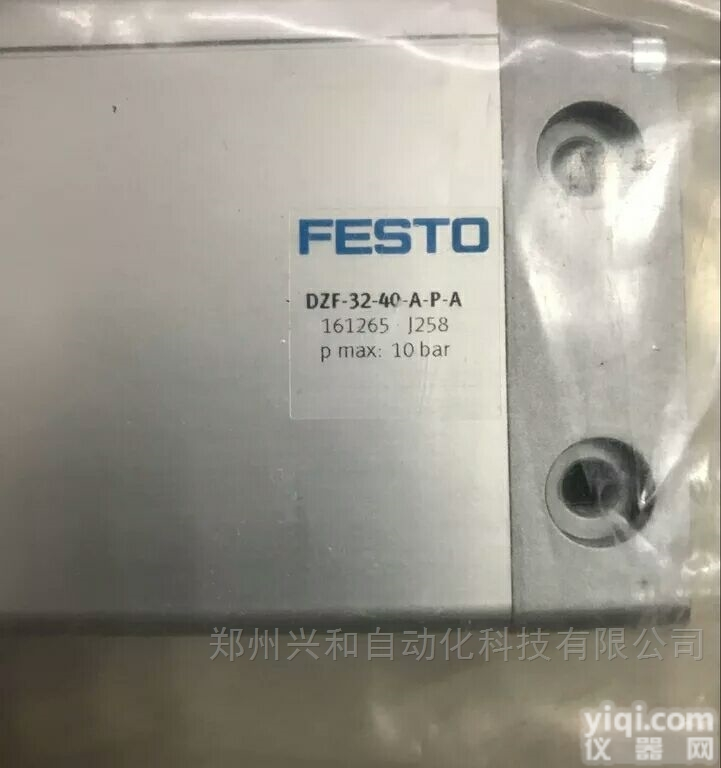 FESTO
DZF-32-40-A-P-A
161265 J258
p max: 10 bar
郑州兴和自动化科技有限公司
yiqi.com
仪器网